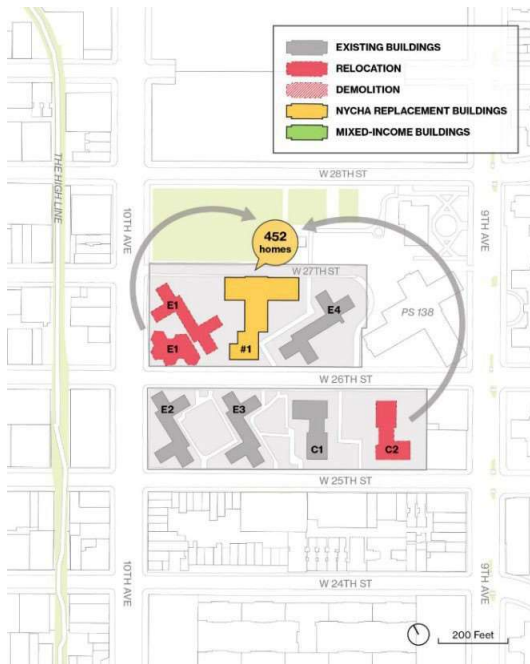 EXISTING BUILDINGS
RELOCATION
DEMOLITION
NYCHA REPLACEMENT BUILDINGS
MIXED-INCOME BUILDINGS
W 28TH ST
THE HIGH LINE
10TH AVE
9TH AVE
452
homes
W 27TH ST
E1
E4
PS 138
E1
#1
W 26TH ST
E2
E3
C1
C2
W 25TH ST
10TH AVE
9TH AVE
W 24TH ST
200 Feet